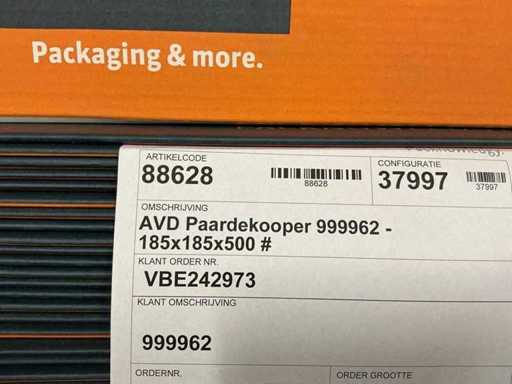 Packaging & more.
ARTIKELCODE
88628
88628
CONFIGURATIE
37997
37997
OMSCHRIJVING
AVD Paardekooper 999962 -
185x185x500 #
KLANT ORDER NR.
VBE242973
KLANT OMSCHRIJVING
999962
ORDERNR.
ORDER GROOTTE